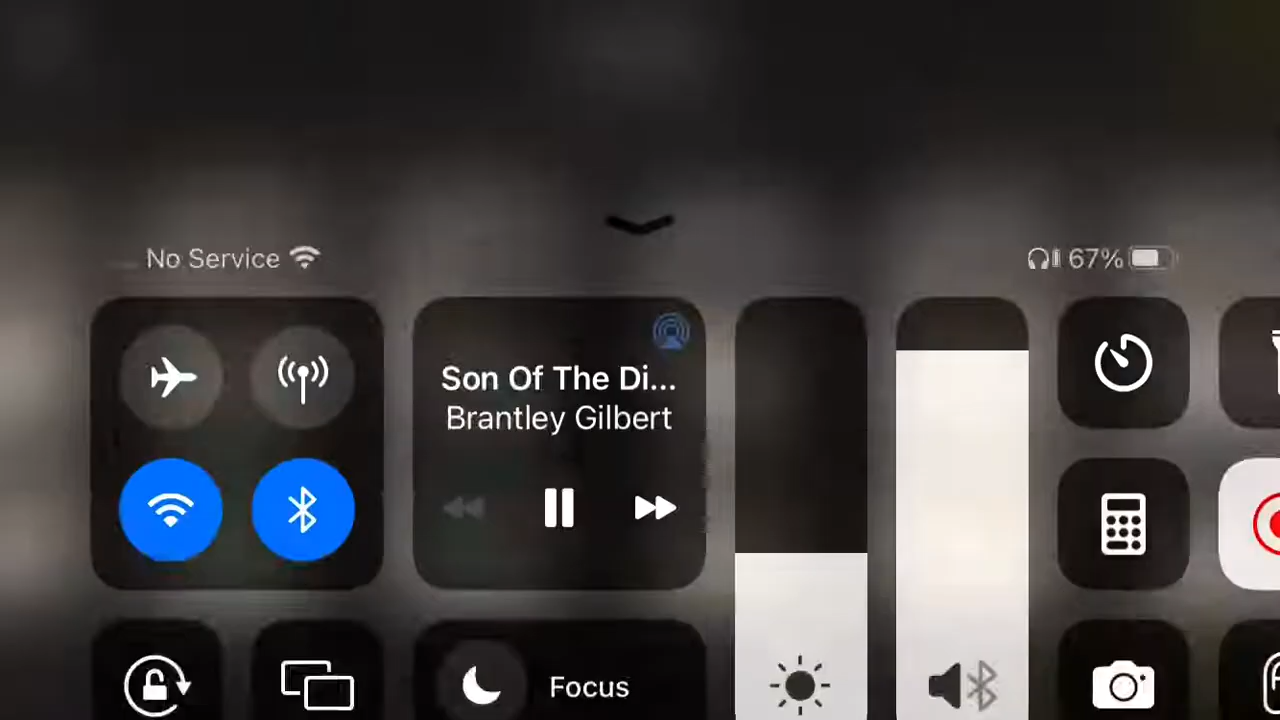 No Service
67%
Son Of The Di...
Brantley Gilbert
Focus